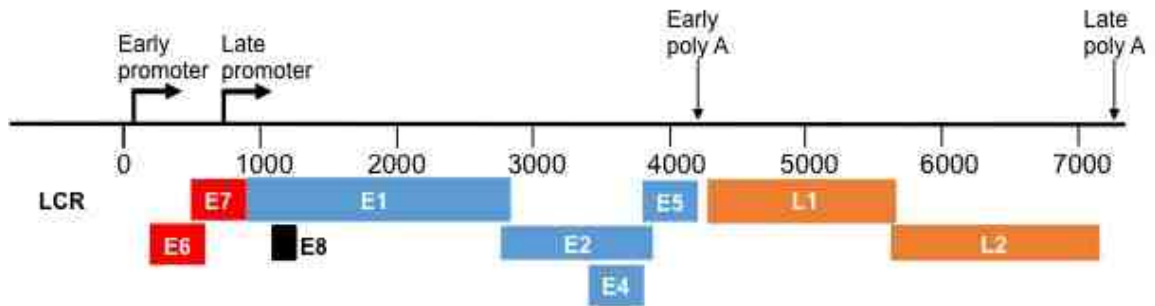 Early
promoter
Late
promoter
Early
poly A
Late
poly A
0 1000 2000 3000 4000 5000 6000 7000
LCR E7 E1 E5 L1
E6 E8 E2 L2
E4